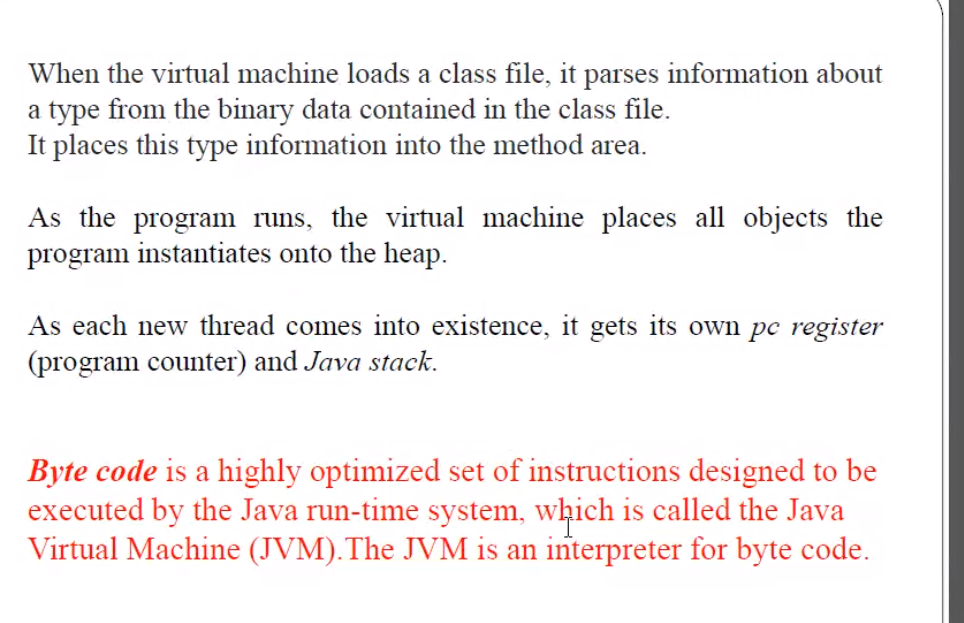 When the virtual machine loads a class file, it parses information about
a type from the binary data contained in the class file.
It places this type information into the method area.
As the program runs, the virtual machine places all objects the
program instantiates onto the heap.
As each new thread comes into existence, it gets its own pc register
(program counter) and Java stack.
Byte code is a highly optimized set of instructions designed to be
executed by the Java run-time system, which is called the Java
Virtual Machine (JVM).The JVM is an interpreter for byte code.